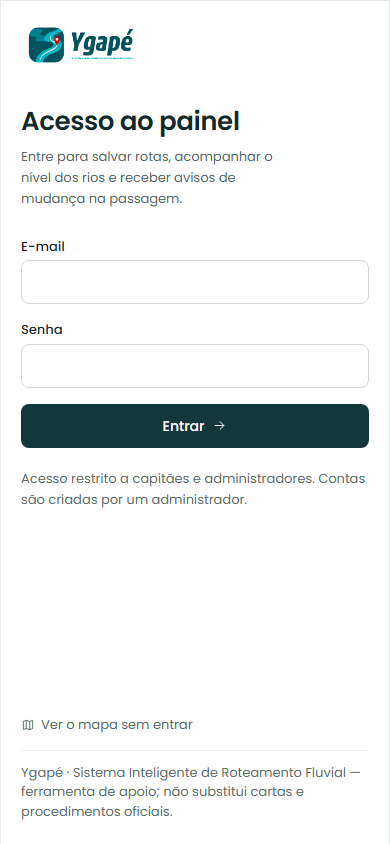 Ygapé
Acesso ao painel
Entre para salvar rotas, acompanhar o
nível dos rios e receber avisos de
mudança na passagem.
E-mail
Senha
Entrar →
Acesso restrito a capitães e administradores. Contas
são criadas por um administrador.
Ver o mapa sem entrar
Ygapé · Sistema Inteligente de Roteamento Fluvial —
ferramenta de apoio; não substitui cartas e
procedimentos oficiais.